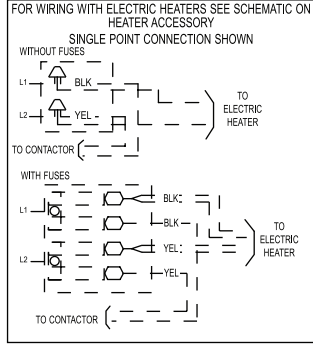 FOR WIRING WITH ELECTRIC HEATERS SEE SCHEMATIC ON
HEATER ACCESSORY
SINGLE POINT CONNECTION SHOWN
WITHOUT FUSES
L1
BLK
TO
ELECTRIC
HEATER
L2
YEL
TO CONTACTOR
WITH FUSES
BLK
L1
BLK
TO
ELECTRIC
HEATER
YEL
L2
YEL
TO CONTACTOR